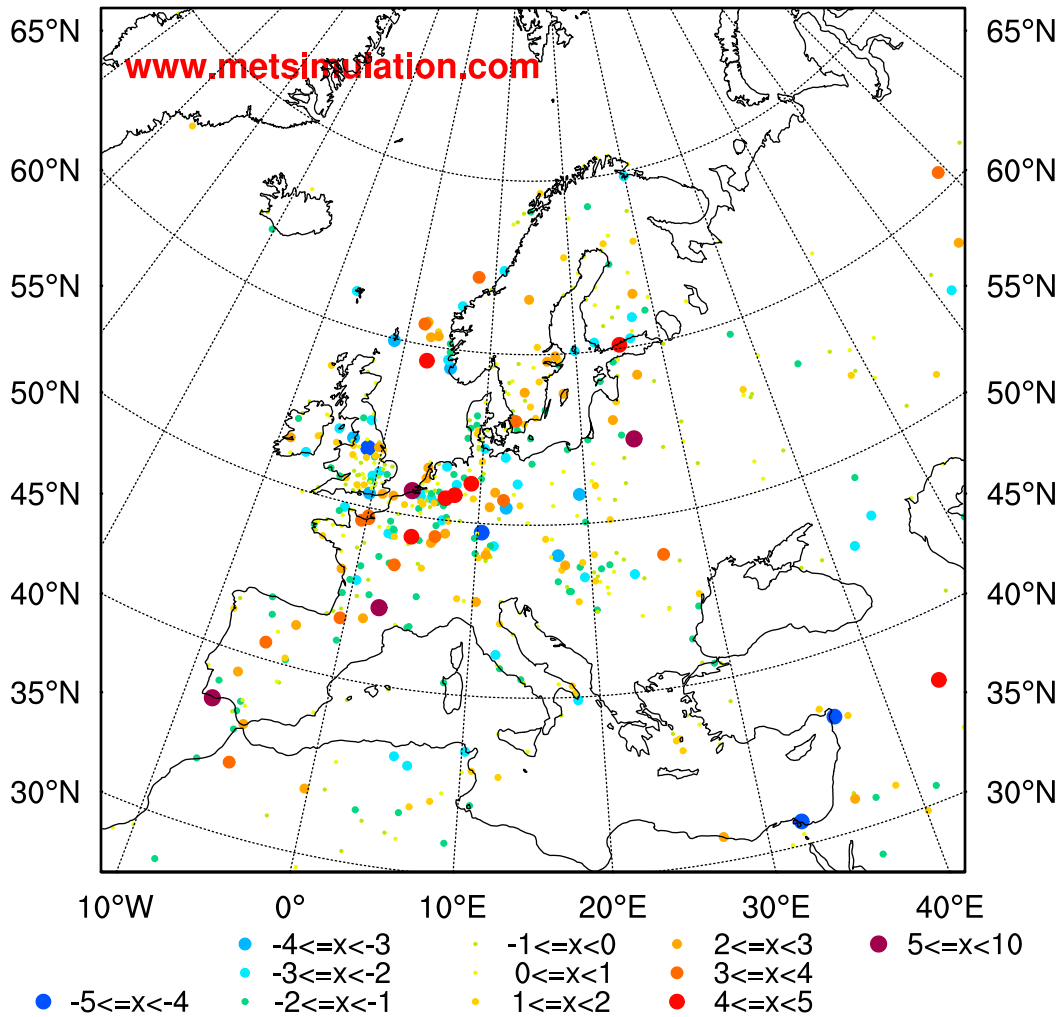 65°N 65°N
www.metsimulation.com
60°N 60°N
55°N 55°N
50°N 50°N
45°N 45°N
40°N 40°N
35°N 35°N
30°N 30°N
10°W 0° 10°E 20°E 30°E 40°E
-4<=x<-3 -1<=x<0 2<=x<3 5<=x<10
-3<=x<-2 0<=x<1 3<=x<4
-5<=x<-4 -2<=x<-1 1<=x<2 4<=x<5